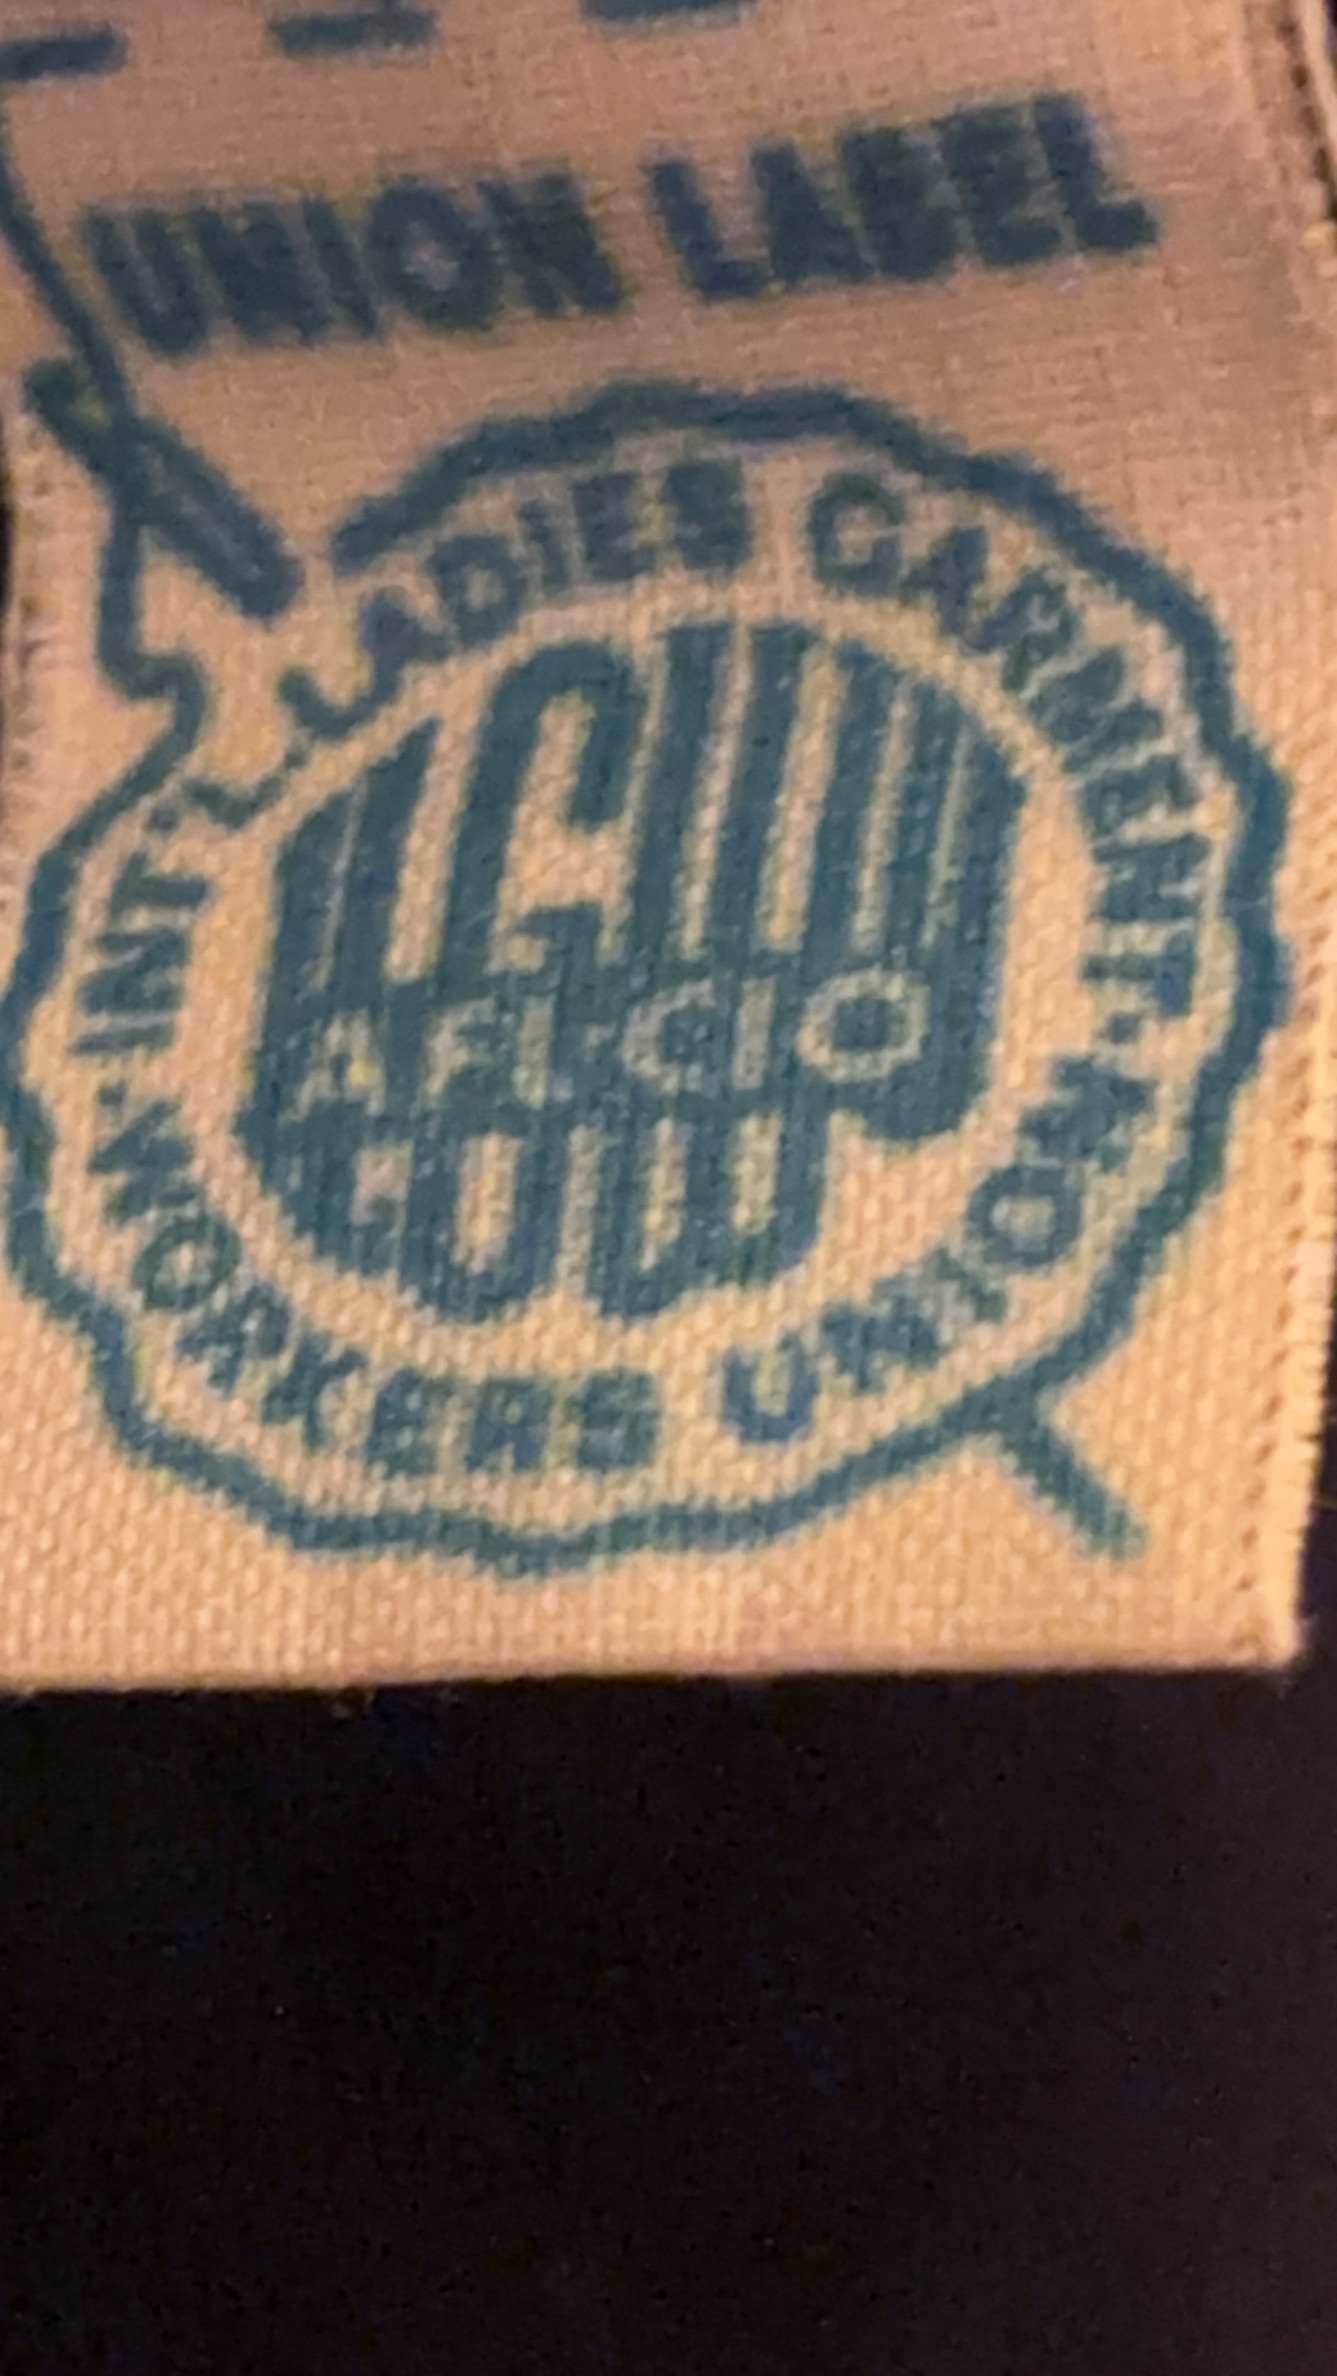 UNION LABEL
INT'L LADIES GARMENT
WORKERS UNION
ILGWU
AFL·CIO